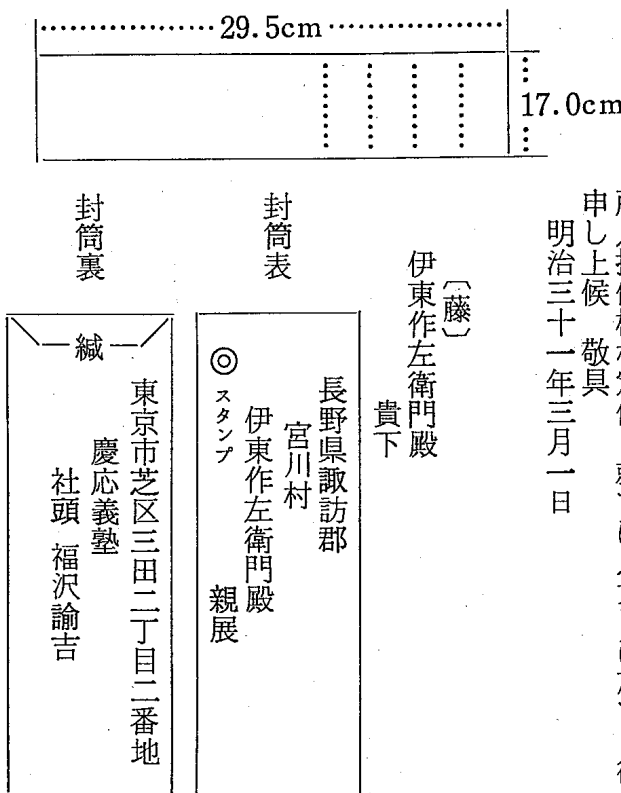 29.5cm
17.0cm
申し上候 敬具
明治三十一年三月一日
〔藤〕
伊東作左衛門殿
貴下
封筒表
長野県諏訪郡
宮川村
伊東作左衛門殿
親展
スタンプ
封筒裏
緘
東京市芝区三田二丁目二番地
慶応義塾
社頭 福沢諭吉